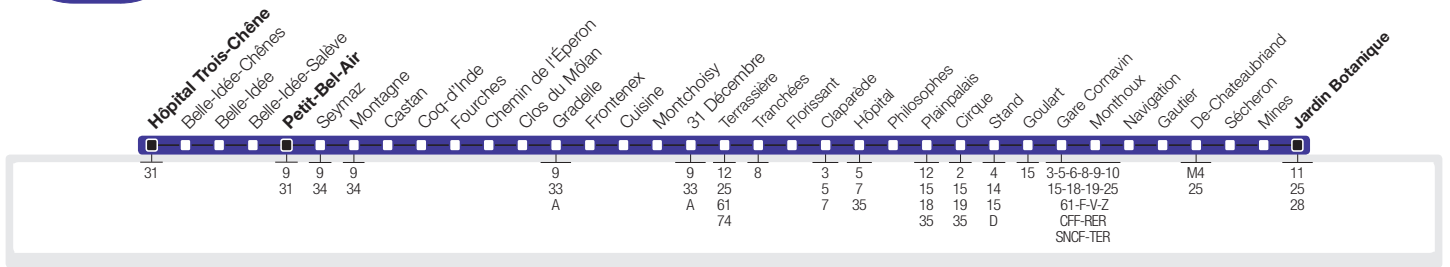 Hôpital Trois-Chêne
Belle-Idée-Chênes
Belle-Idée
Belle-Idée-Salève
Petit-Bel-Air
Seymaz
Montagne
Castan
Coq-d'Inde
Fourches
Chemin de l'Éperon
Clos du Môlan
Gradelle
Frontenex
Cuisine
Montchoisy
31 Décembre
Terrassière
Tranchées
Florissant
Claparède
Hôpital
Philosophes
Plainpalais
Cirque
Stand
Goulart
Gare Cornavin
Monthoux
Navigation
Gautier
De-Chateaubriand
Sécheron
Mines
Jardin Botanique
31
9
31
9
34
9
34
9
33
A
9
33
A
12
25
61
74
8
3
5
7
5
7
35
12
15
18
35
2
15
19
35
4
14
15
D
15
3-5-6-8-9-10
15-18-19-25
61-F-V-Z
CFF-RER
SNCF-TER
M4
25
11
25
28